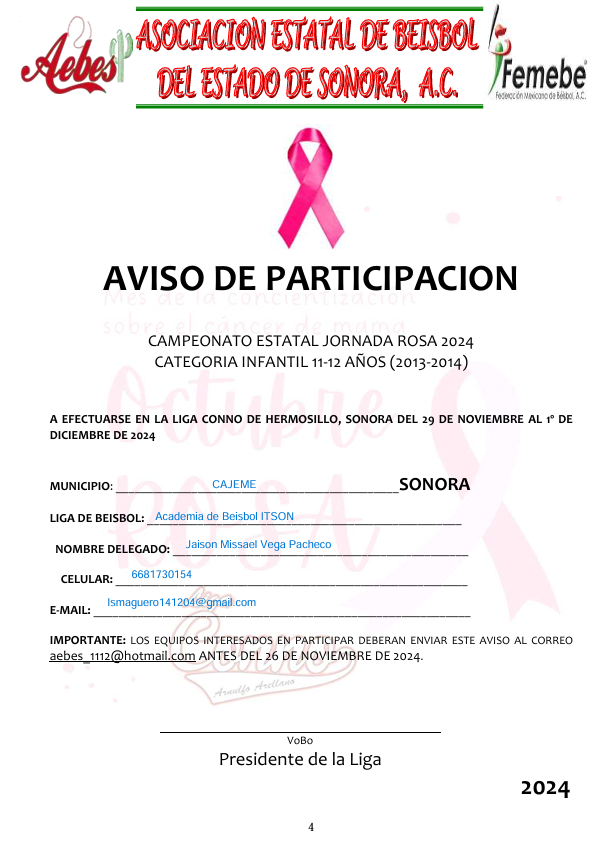 Aebes
ASOCIACION ESTATAL DE BEISBOL
DEL ESTADO DE SONORA, A.C.
Femebe
Federación Mexicana de Béisbol, A.C.
AVISO DE PARTICIPACION
Mes de la concientización
sobre el cáncer de mama
CAMPEONATO ESTATAL JORNADA ROSA 2024
CATEGORIA INFANTIL 11-12 AÑOS (2013-2014)
Octubre
ROSA
A EFECTUARSE EN LA LIGA CONNO DE HERMOSILLO, SONORA DEL 29 DE NOVIEMBRE AL 1º DE
DICIEMBRE DE 2024
MUNICIPIO: CAJEME SONORA
LIGA DE BEISBOL: Academia de Beisbol ITSON
NOMBRE DELEGADO: Jaison Missael Vega Pacheco
CELULAR: 6681730154
E-MAIL: Ismaguero141204@gmail.com
IMPORTANTE: LOS EQUIPOS INTERESADOS EN PARTICIPAR DEBERAN ENVIAR ESTE AVISO AL CORREO
aebes_1112@hotmail.com ANTES DEL 26 DE NOVIEMBRE DE 2024.
Arnulfo Arellano
VoBo
Presidente de la Liga
2024
4